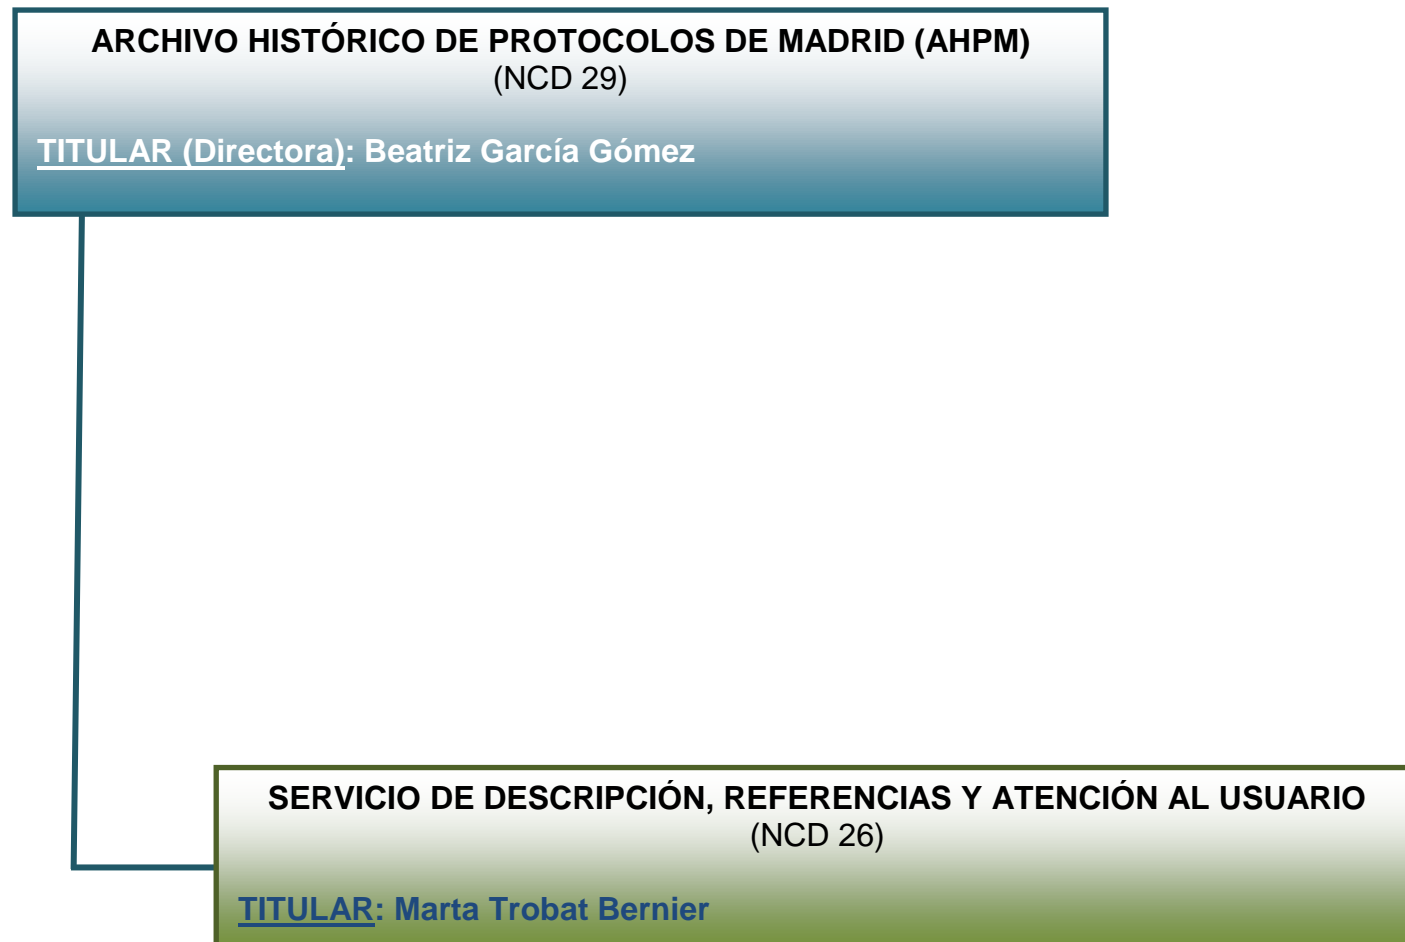 ARCHIVO HISTÓRICO DE PROTOCOLOS DE MADRID (AHPM)
(NCD 29)
TITULAR (Directora): Beatriz García Gómez
SERVICIO DE DESCRIPCIÓN, REFERENCIAS Y ATENCIÓN AL USUARIO
(NCD 26)
TITULAR: Marta Trobat Bernier